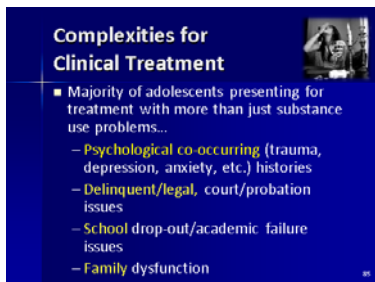 Complexities for
Clinical Treatment
■ Majority of adolescents presenting for
treatment with more than just substance
use problems...
– Psychological co-occurring (trauma,
depression, anxiety, etc.) histories
– Delinquent/legal, court/probation
issues
– School drop-out/academic failure
issues
– Family dysfunction
85